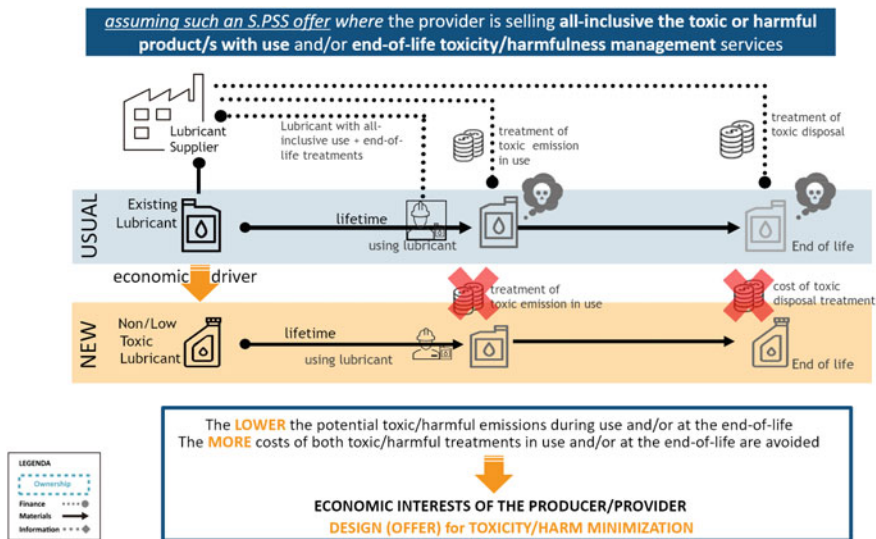 assuming such an S.PSS offer where the provider is selling all-inclusive the toxic or harmful
product/s with use and/or end-of-life toxicity/harmfulness management services
Lubricant
Supplier
Lubricant with all-
inclusive use + end-of-
life treatments
treatment of
toxic emission
in use
treatment of
toxic disposal
USUAL
Existing
Lubricant
lifetime
using lubricant
End of life
economic driver
treatment of
toxic emission in use
cost of toxic
disposal treatment
NEW
Non/Low
Toxic
Lubricant
lifetime
using lubricant
End of life
The LOWER the potential toxic/harmful emissions during use and/or at the end-of-life
The MORE costs of both toxic/harmful treatments in use and/or at the end-of-life are avoided
ECONOMIC INTERESTS OF THE PRODUCER/PROVIDER
DESIGN (OFFER) for TOXICITY/HARM MINIMIZATION
LEGENDA
Ownership
Finance
Materials
Information